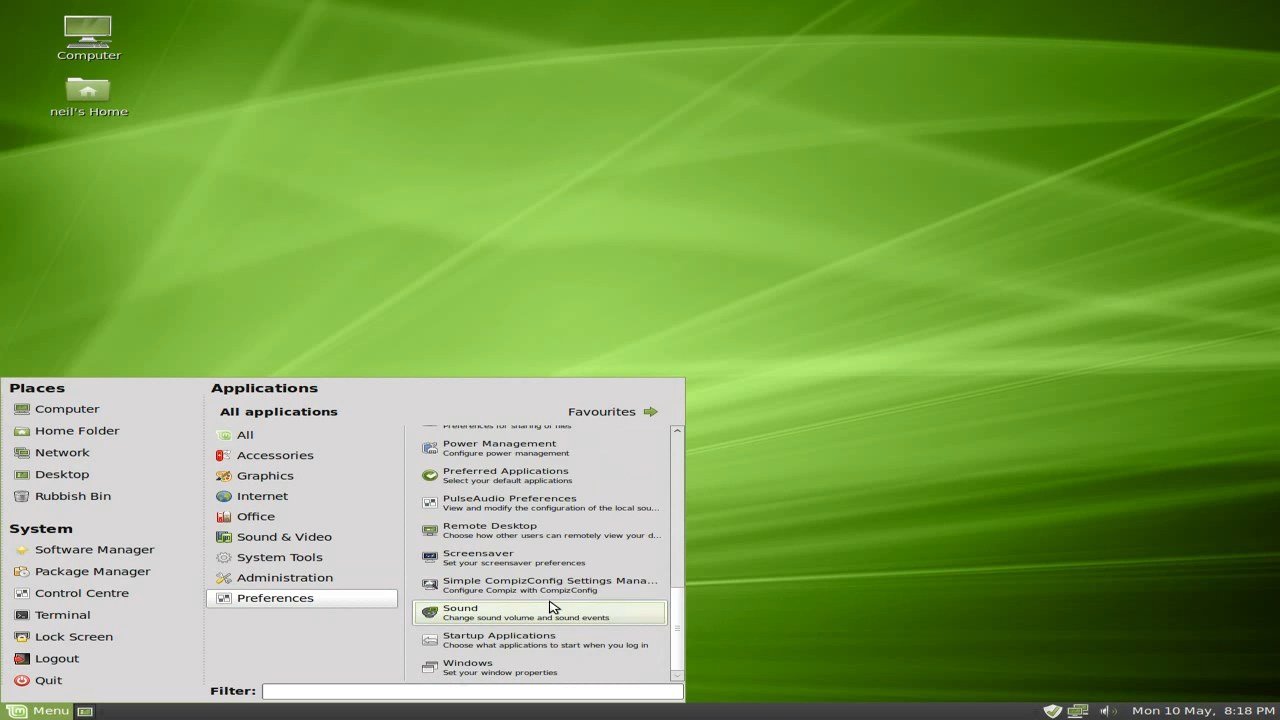 Computer
neil's Home
Places
Computer
Home Folder
Network
Desktop
Rubbish Bin
System
Software Manager
Package Manager
Control Centre
Terminal
Lock Screen
Logout
Quit
Applications
All applications
Favourites
All
Accessories
Graphics
Internet
Office
Sound & Video
System Tools
Administration
Preferences
Preferences for sharing of files
Power Management
Configure power management
Preferred Applications
Select your default applications
PulseAudio Preferences
View and modify the configuration of the local sou...
Remote Desktop
Choose how other users can remotely view your d...
Screensaver
Set your screensaver preferences
Simple CompizConfig Settings Mana...
Configure Compiz with CompizConfig
Sound
Change sound volume and sound events
Startup Applications
Choose what applications to start when you log in
Windows
Set your window properties
Filter:
Menu
Mon 10 May, 8:18 PM